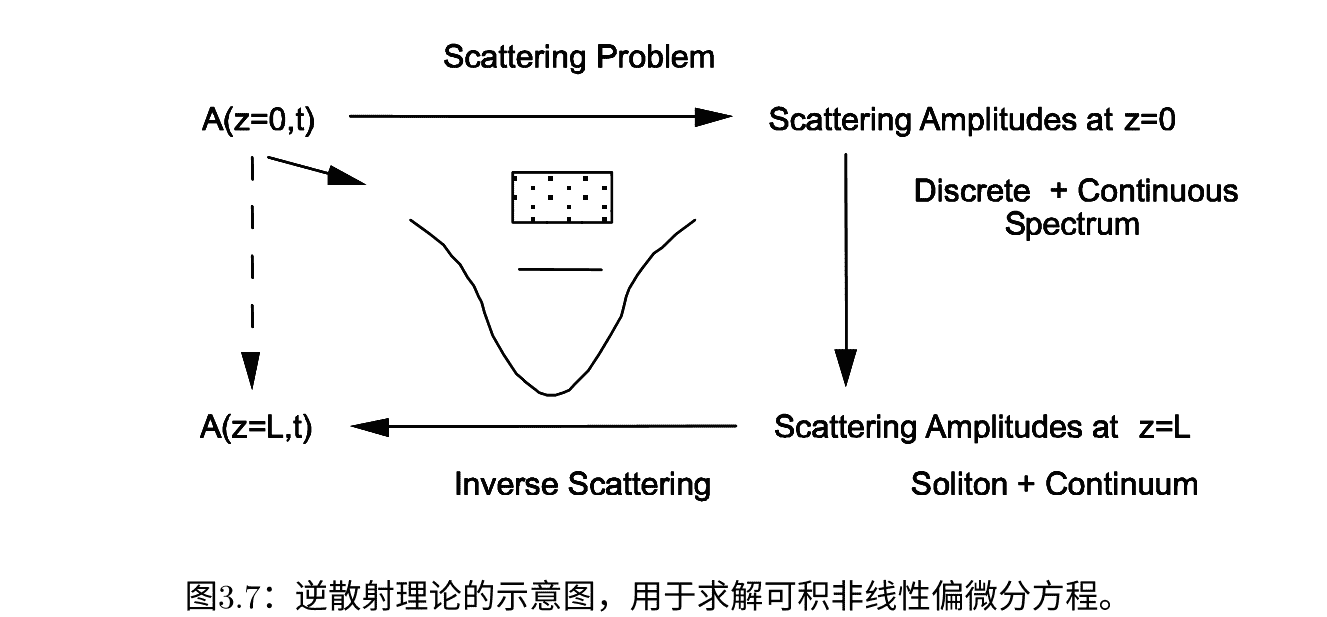 Scattering Problem
A(z=0,t)
Scattering Amplitudes at z=0
Discrete + Continuous
Spectrum
A(z=L,t)
Scattering Amplitudes at z=L
Inverse Scattering
Soliton + Continuum
图3.7：逆散射理论的示意图，用于求解可积非线性偏微分方程。